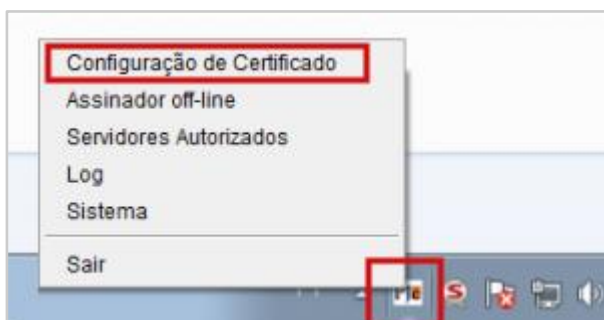 Configuração de Certificado
Assinador off-line
Servidores Autorizados
Log
Sistema
Sair